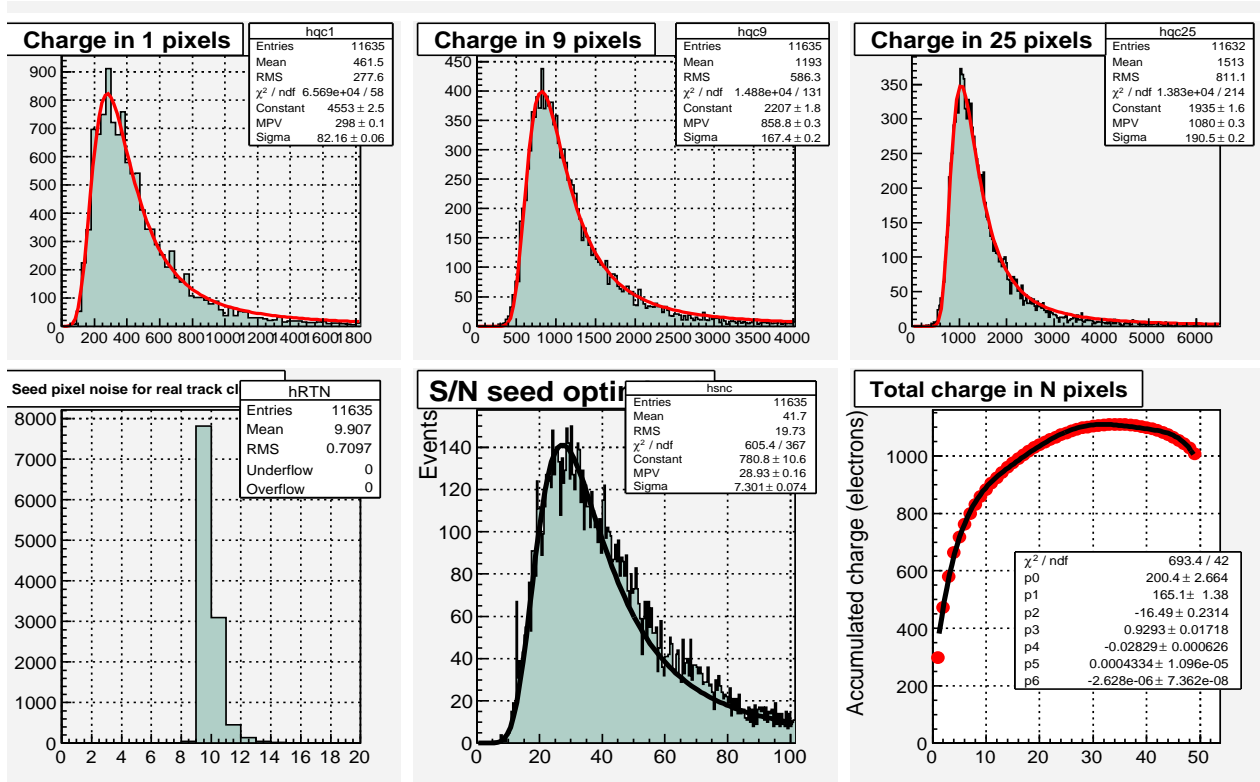 Charge in 1 pixels
hqc1
Entries 11635
Mean 461.5
RMS 277.6
χ² / ndf 6.569e+04 / 58
Constant 4553 ± 2.5
MPV 298 ± 0.1
Sigma 82.16 ± 0.06
900
800
700
600
500
400
300
200
100
0
0 200 400 600 800 1000 1200 1400 1600 1800
Charge in 9 pixels
hqc9
Entries 11635
Mean 1193
RMS 586.3
χ² / ndf 1.488e+04 / 131
Constant 2207 ± 1.8
MPV 858.8 ± 0.3
Sigma 167.4 ± 0.2
450
400
350
300
250
200
150
100
50
0
0 500 1000 1500 2000 2500 3000 3500 4000
Charge in 25 pixels
hqc25
Entries 11632
Mean 1513
RMS 811.1
χ² / ndf 1.383e+04 / 214
Constant 1935 ± 1.6
MPV 1080 ± 0.3
Sigma 190.5 ± 0.2
350
300
250
200
150
100
50
0
0 1000 2000 3000 4000 5000 6000
Seed pixel noise for real track cl
hRTN
Entries 11635
Mean 9.907
RMS 0.7097
Underflow 0
Overflow 0
8000
7000
6000
5000
4000
3000
2000
1000
0
0 2 4 6 8 10 12 14 16 18 20
S/N seed opti
hsnc
Entries 11635
Mean 41.7
RMS 19.73
χ² / ndf 605.4 / 367
Constant 780.8 ± 10.6
MPV 28.93 ± 0.16
Sigma 7.301 ± 0.074
Events
140
120
100
80
60
40
20
0
0 20 40 60 80 100
Total charge in N pixels
Accumulated charge (electrons)
1000
800
600
400
200
0
χ² / ndf 693.4 / 42
p0 200.4 ± 2.664
p1 165.1 ± 1.38
p2 -16.49 ± 0.2314
p3 0.9293 ± 0.01718
p4 -0.02829 ± 0.000626
p5 0.0004334 ± 1.096e-05
p6 -2.628e-06 ± 7.362e-08
0 10 20 30 40 50